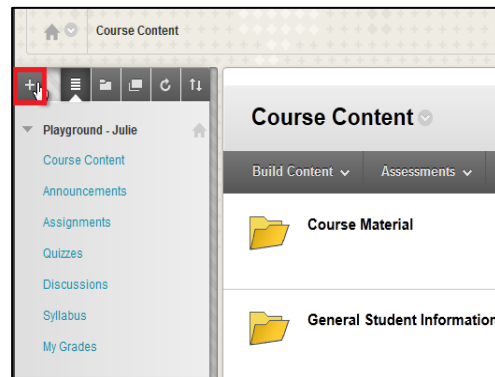 Course Content
Playground - Julie
Course Content
Announcements
Assignments
Quizzes
Discussions
Syllabus
My Grades
Course Content
Build Content
Assessments
Course Material
General Student Information